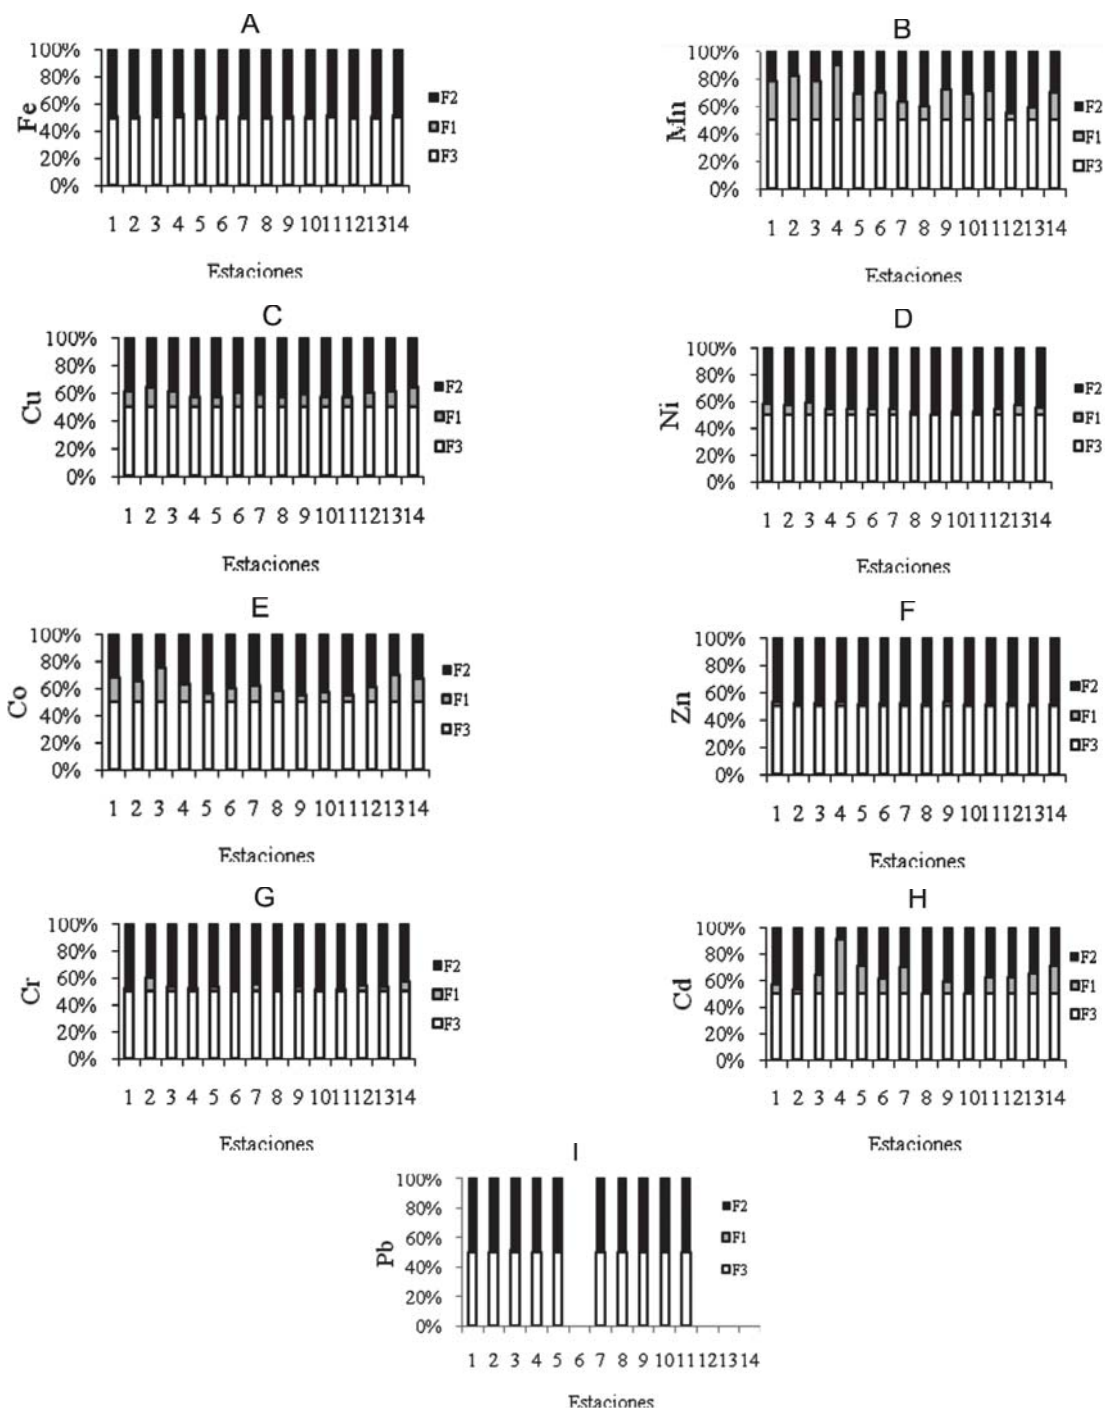 A
Fe
100%
80%
60%
40%
20%
0%
1 2 3 4 5 6 7 8 9 1011121314
Estaciones
F2
F1
F3
B
Mn
100%
80%
60%
40%
20%
0%
1 2 3 4 5 6 7 8 9 1011121314
Estaciones
F2
F1
F3
C
Cu
100%
80%
60%
40%
20%
0%
1 2 3 4 5 6 7 8 9 1011121314
Estaciones
F2
F1
F3
D
Ni
100%
80%
60%
40%
20%
0%
1 2 3 4 5 6 7 8 9 1011121314
Estaciones
F2
F1
F3
E
Co
100%
80%
60%
40%
20%
0%
1 2 3 4 5 6 7 8 9 1011121314
Estaciones
F2
F1
F3
F
Zn
100%
80%
60%
40%
20%
0%
1 2 3 4 5 6 7 8 9 1011121314
Estaciones
F2
F1
F3
G
Cr
100%
80%
60%
40%
20%
0%
1 2 3 4 5 6 7 8 9 1011121314
Estaciones
F2
F1
F3
H
Cd
100%
80%
60%
40%
20%
0%
1 2 3 4 5 6 7 8 9 1011121314
Estaciones
F2
F1
F3
I
Pb
100%
80%
60%
40%
20%
0%
1 2 3 4 5 6 7 8 9 10 11 12 13 14
Estaciones
F2
F1
F3